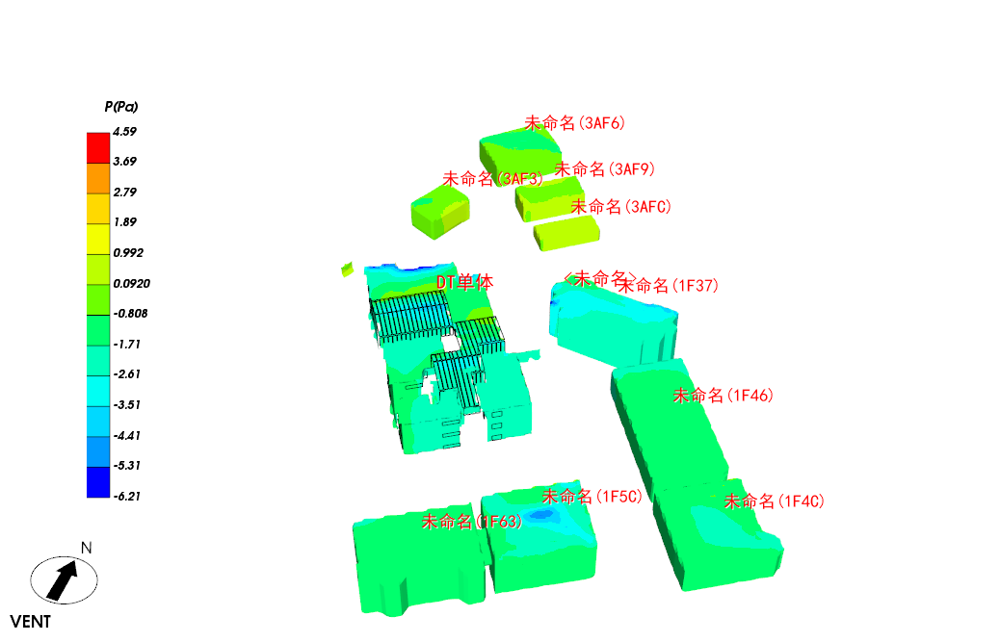 P(Pa)
4.59
3.69
2.79
1.89
0.992
0.0920
-0.808
-1.71
-2.61
-3.51
-4.41
-5.31
-6.21
未命名(3AF6)
未命名(3AF9)
未命名(3AF3)
未命名(3AFC)
DT单体
<未命名>
未命名(1F37)
未命名(1F46)
未命名(1F5C)
未命名(1F4C)
未命名(1F63)
N
VENT